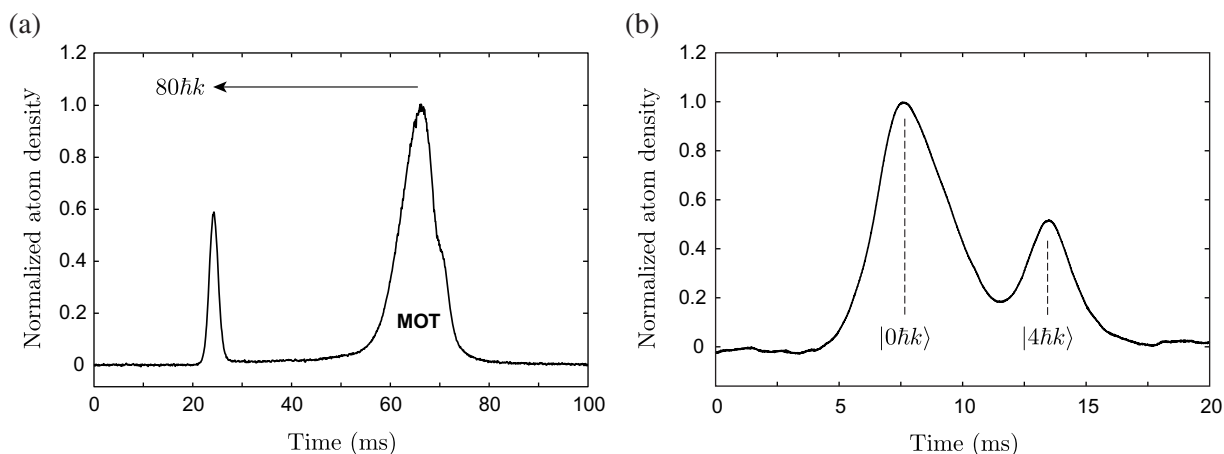 (a)
Normalized atom density
1.2
1.0
0.8
0.6
0.4
0.2
0
80ℏk
MOT
0 20 40 60 80 100
Time (ms)
(b)
Normalized atom density
1.2
1.0
0.8
0.6
0.4
0.2
0
|0ℏk⟩ |4ℏk⟩
0 5 10 15 20
Time (ms)